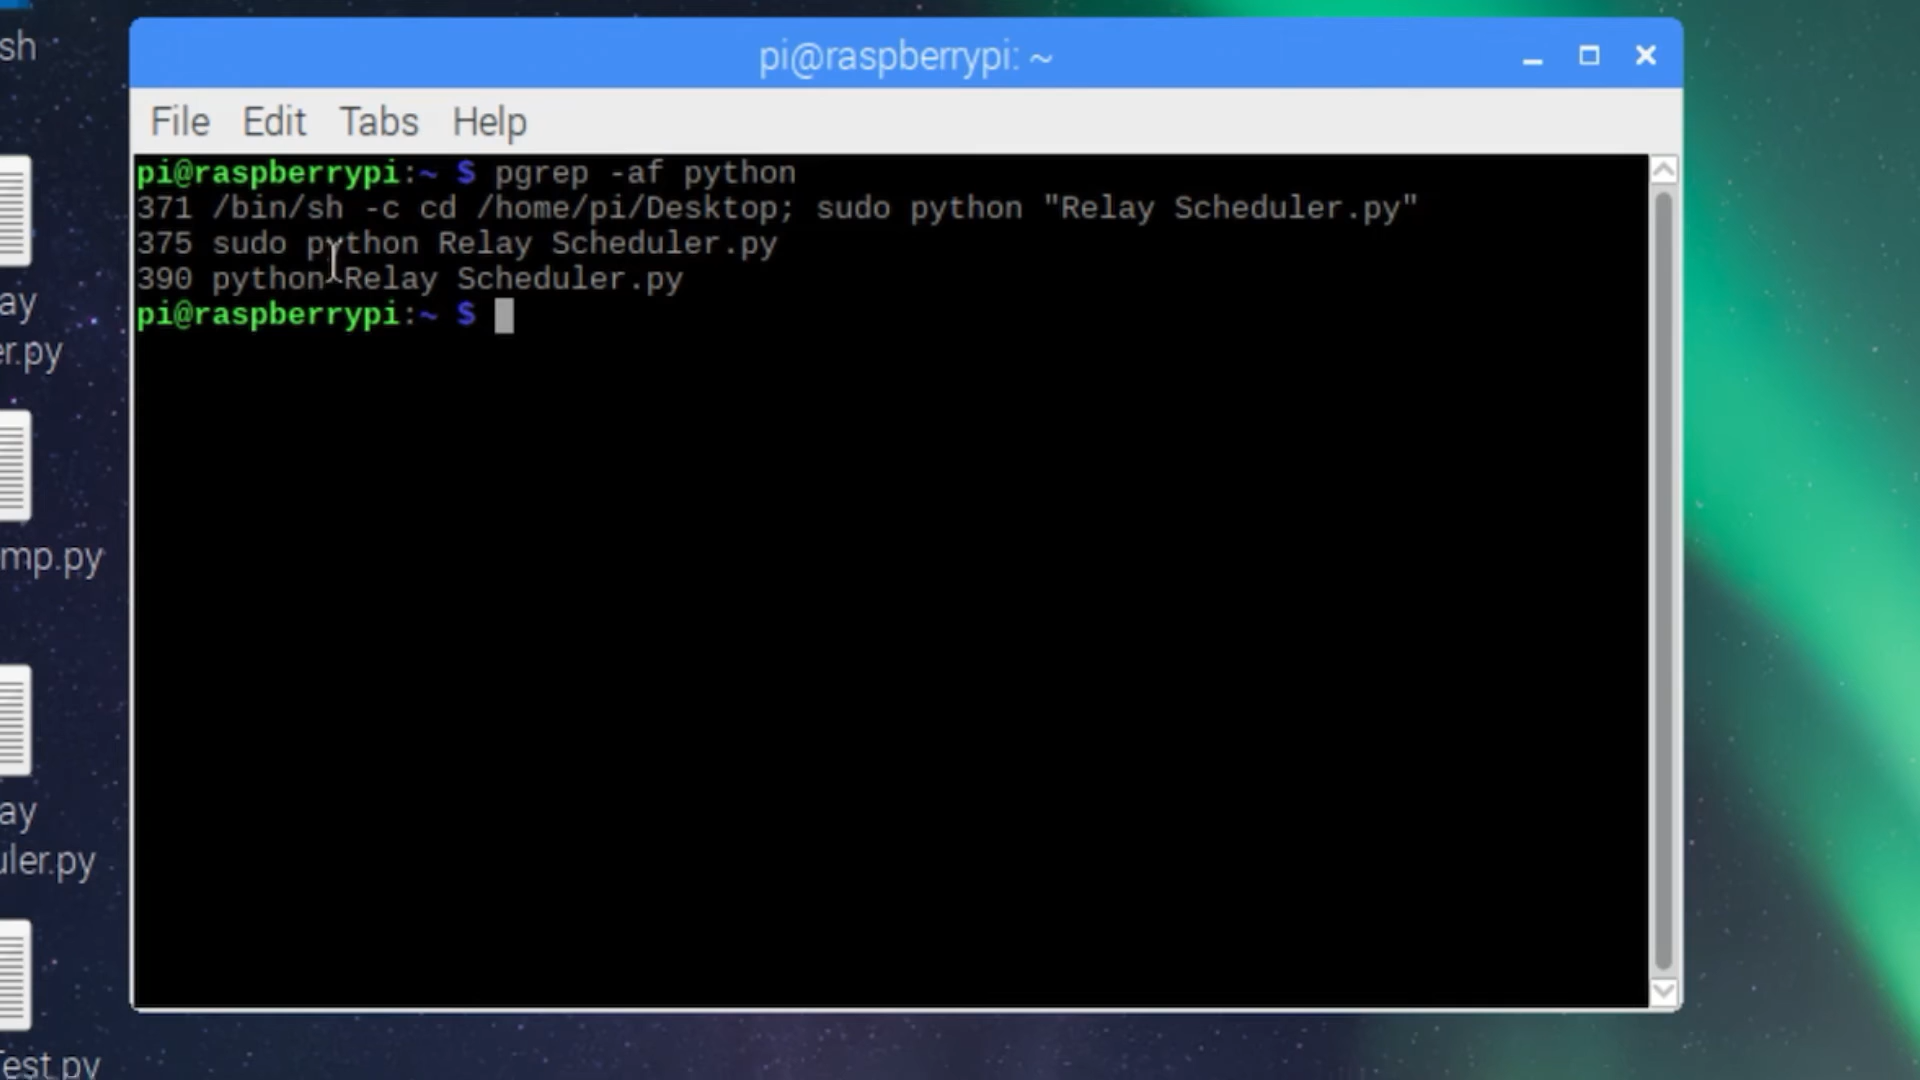 sh
pi@raspberrypi: ~
File Edit Tabs Help
pi@raspberrypi:~ $ pgrep -af python
371 /bin/sh -c cd /home/pi/Desktop; sudo python "Relay Scheduler.py"
375 sudo python Relay Scheduler.py
390 python Relay Scheduler.py
pi@raspberrypi:~ $
ay
er.py
mp.py
ay
uler.py
est.py